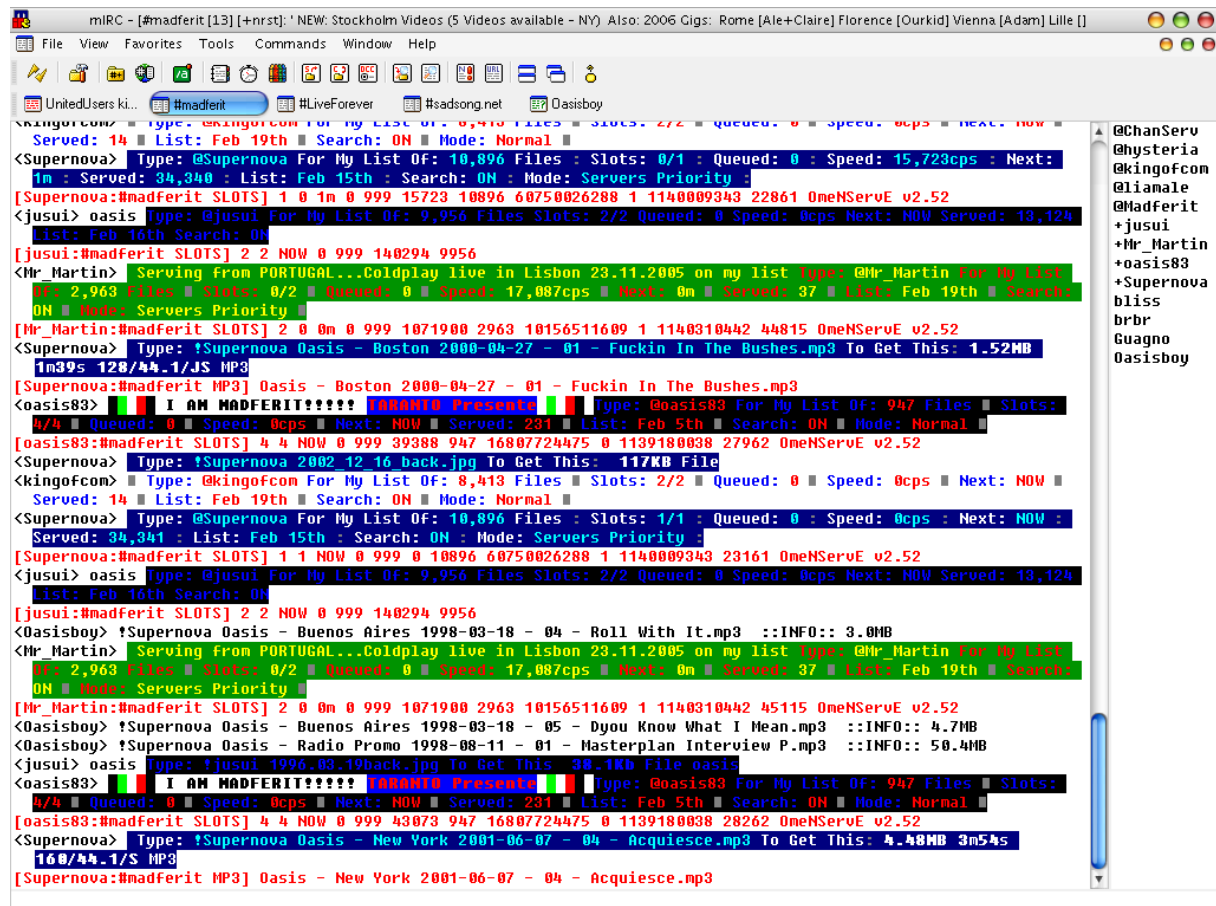 mIRC - [#madferit [13] [+nrst]: ' NEW: Stockholm Videos (5 Videos available - NY) Also: 2006 Gigs: Rome [Ale+Claire] Florence [Ourkid] Vienna [Adam] Lille []
File View Favorites Tools Commands Window Help
UnitedUsers ki... #madferit #LiveForever #sadsong.net Oasisboy
<kingofcom> Type: @kingofcom For My List Of: 8,413 Files Slots: 2/2 Queued: 0 Speed: 0cps Next: NOW
Served: 14 List: Feb 19th Search: ON Mode: Normal
<Supernova> Type: @Supernova For My List Of: 10,896 Files : Slots: 0/1 : Queued: 0 : Speed: 15,723cps : Next:
1m : Served: 34,340 : List: Feb 15th : Search: ON : Mode: Servers Priority :
[Supernova:#madferit SLOTS] 1 0 1m 0 999 15723 10896 60750026288 1 1140009343 22861 OmeNServE v2.52
<jusui> oasis Type: @jusui For My List Of: 9,956 Files Slots: 2/2 Queued: 0 Speed: 0cps Next: NOW Served: 13,124
List: Feb 16th Search: ON
[jusui:#madferit SLOTS] 2 2 NOW 0 999 140294 9956
<Mr_Martin> Serving from PORTUGAL...Coldplay live in Lisbon 23.11.2005 on my list Type: @Mr_Martin For My List
Of: 2,963 Files Slots: 0/2 Queued: 0 Speed: 17,087cps Next: 0m Served: 37 List: Feb 19th Search:
ON Mode: Servers Priority
[Mr_Martin:#madferit SLOTS] 2 0 0m 0 999 1071900 2963 10156511609 1 1140310442 44815 OmeNServE v2.52
<Supernova> Type: !Supernova Oasis - Boston 2000-04-27 - 01 - Fuckin In The Bushes.mp3 To Get This: 1.52MB
1m39s 128/44.1/JS MP3
[Supernova:#madferit MP3] Oasis - Boston 2000-04-27 - 01 - Fuckin In The Bushes.mp3
<oasis83> I AM MADFERIT!!!!! TARANTO Presente Type: @oasis83 For My List Of: 947 Files Slots:
4/4 Queued: 0 Speed: 0cps Next: NOW Served: 231 List: Feb 5th Search: ON Mode: Normal
[oasis83:#madferit SLOTS] 4 4 NOW 0 999 39388 947 16807724475 0 1139180038 27962 OmeNServE v2.52
<Supernova> Type: !Supernova 2002_12_16_back.jpg To Get This: 117KB File
<kingofcom> Type: @kingofcom For My List Of: 8,413 Files Slots: 2/2 Queued: 0 Speed: 0cps Next: NOW
Served: 14 List: Feb 19th Search: ON Mode: Normal
<Supernova> Type: @Supernova For My List Of: 10,896 Files : Slots: 1/1 : Queued: 0 : Speed: 0cps : Next: NOW :
Served: 34,341 : List: Feb 15th : Search: ON : Mode: Servers Priority :
[Supernova:#madferit SLOTS] 1 1 NOW 0 999 0 10896 60750026288 1 1140009343 23161 OmeNServE v2.52
<jusui> oasis Type: @jusui For My List Of: 9,956 Files Slots: 2/2 Queued: 0 Speed: 0cps Next: NOW Served: 13,124
List: Feb 16th Search: ON
[jusui:#madferit SLOTS] 2 2 NOW 0 999 140294 9956
<Oasisboy> !Supernova Oasis - Buenos Aires 1998-03-18 - 04 - Roll With It.mp3 ::INFO:: 3.0MB
<Mr_Martin> Serving from PORTUGAL...Coldplay live in Lisbon 23.11.2005 on my list Type: @Mr_Martin For My List
Of: 2,963 Files Slots: 0/2 Queued: 0 Speed: 17,087cps Next: 0m Served: 37 List: Feb 19th Search:
ON Mode: Servers Priority
[Mr_Martin:#madferit SLOTS] 2 0 0m 0 999 1071900 2963 10156511609 1 1140310442 45115 OmeNServE v2.52
<Oasisboy> !Supernova Oasis - Buenos Aires 1998-03-18 - 05 - Dyou Know What I Mean.mp3 ::INFO:: 4.7MB
<Oasisboy> !Supernova Oasis - Radio Promo 1998-08-11 - 01 - Masterplan Interview P.mp3 ::INFO:: 50.4MB
<jusui> oasis Type: !jusui 1996.03.19back.jpg To Get This 38.1Kb File oasis
<oasis83> I AM MADFERIT!!!!! TARANTO Presente Type: @oasis83 For My List Of: 947 Files Slots:
4/4 Queued: 0 Speed: 0cps Next: NOW Served: 231 List: Feb 5th Search: ON Mode: Normal
[oasis83:#madferit SLOTS] 4 4 NOW 0 999 43073 947 16807724475 0 1139180038 28262 OmeNServE v2.52
<Supernova> Type: !Supernova Oasis - New York 2001-06-07 - 04 - Acquiesce.mp3 To Get This: 4.48MB 3m54s
160/44.1/S MP3
[Supernova:#madferit MP3] Oasis - New York 2001-06-07 - 04 - Acquiesce.mp3
@ChanServ
@hysteria
@kingofcom
@liamale
@Madferit
+jusui
+Mr_Martin
+oasis83
+Supernova
bliss
brbr
Guagno
Oasisboy